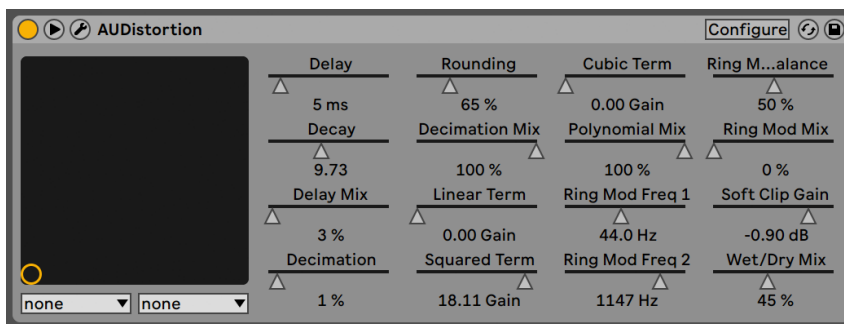 AUDistortion Configure
Delay Rounding Cubic Term Ring M...alance
5 ms 65 % 0.00 Gain 50 %
Decay Decimation Mix Polynomial Mix Ring Mod Mix
9.73 100 % 100 % 0 %
Delay Mix Linear Term Ring Mod Freq 1 Soft Clip Gain
3 % 0.00 Gain 44.0 Hz -0.90 dB
Decimation Squared Term Ring Mod Freq 2 Wet/Dry Mix
1 % 18.11 Gain 1147 Hz 45 %
none none